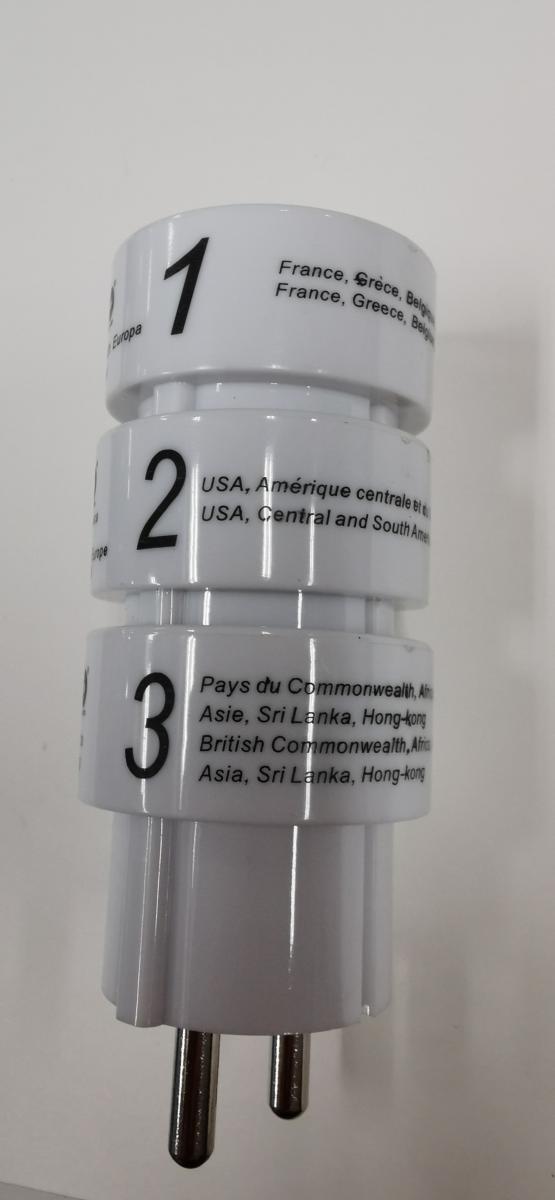 Europa
1
France, Grèce,
France, Greece,
2
USA, Amérique centrale et
USA, Central and South
3
Pays du Commonwealth,
Asie, Sri Lanka, Hong-kong
British Commonwealth,
Asia, Sri Lanka, Hong-kong